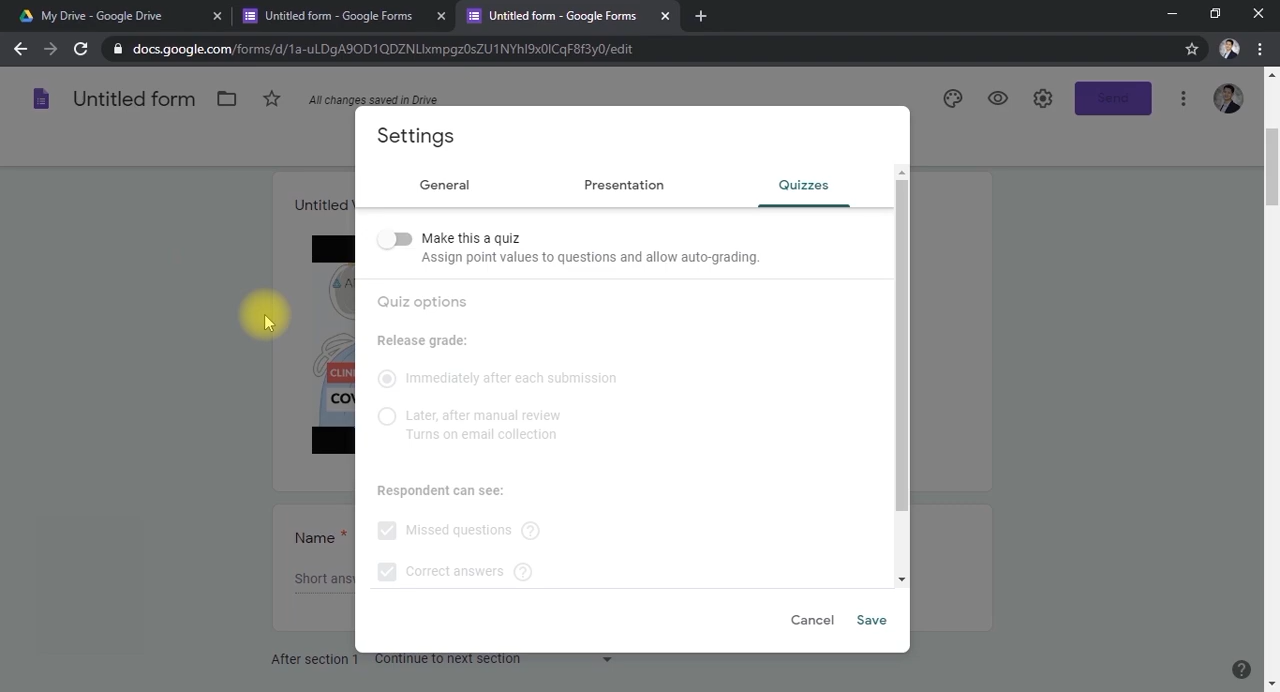 My Drive - Google Drive
Untitled form - Google Forms
Untitled form - Google Forms
docs.google.com/forms/d/1a-uLDgA9OD1QDZNLlxmpgz0sZU1NYhl9x0lCqF8f3y0/edit
Untitled form
All changes saved in Drive
Send
Settings
General
Presentation
Quizzes
Untitled
Make this a quiz
Assign point values to questions and allow auto-grading.
Quiz options
Release grade:
Immediately after each submission
Later, after manual review
Turns on email collection
Respondent can see:
Missed questions
Correct answers
Name *
Short
Cancel
Save
After section 1
Continue to next section